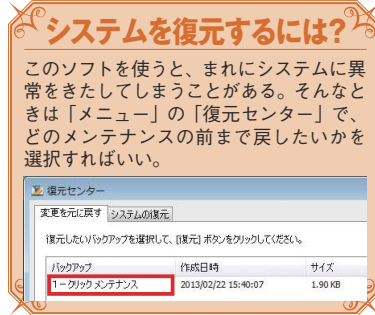 システムを復元するには?
このソフトを使うと、まれにシステムに異
常をきたしてしまうことがある。そんなと
きは「メニュー」の「復元センター」で、
どのメンテナンスの前まで戻したいかを
選択すればいい。
復元センター
変更を元に戻す システムの復元
復元したいバックアップを選択して、[復元] ボタンをクリックしてください。
バックアップ 作成日時 サイズ
1-クリック メンテナンス 2013/02/22 15:40:07 1.90 KB